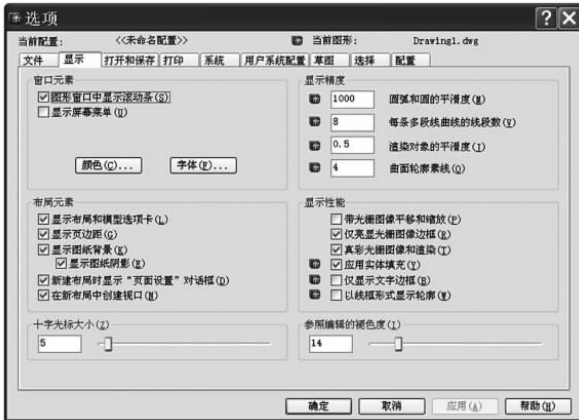 选项
当前配置: <<未命名配置>> 当前图形: Drawing1.dwg
文件 显示 打开和保存 打印 系统 用户系统配置 草图 选择 配置
窗口元素
图形窗口中显示滚动条(S)
显示屏幕菜单(U)
颜色(C)... 字体(F)...
显示精度
1000 圆弧和圆的平滑度(M)
8 每条多段线曲线的线段数(V)
0.5 渲染对象的平滑度(I)
4 曲面轮廓素线(O)
布局元素
显示布局和模型选项卡(L)
显示页边距(G)
显示图纸背景(K)
显示图纸阴影(E)
新建布局时显示“页面设置”对话框(D)
在新布局中创建视口(N)
显示性能
带光栅图像平移和缩放(P)
仅亮显光栅图像边框(R)
真彩光栅图像和渲染(T)
应用实体填充(Y)
仅显示文字边框(B)
以线框形式显示轮廓(W)
十字光标大小(Z)
5
参照编辑的褪色度(I)
14
确定 取消 应用(A) 帮助(H)